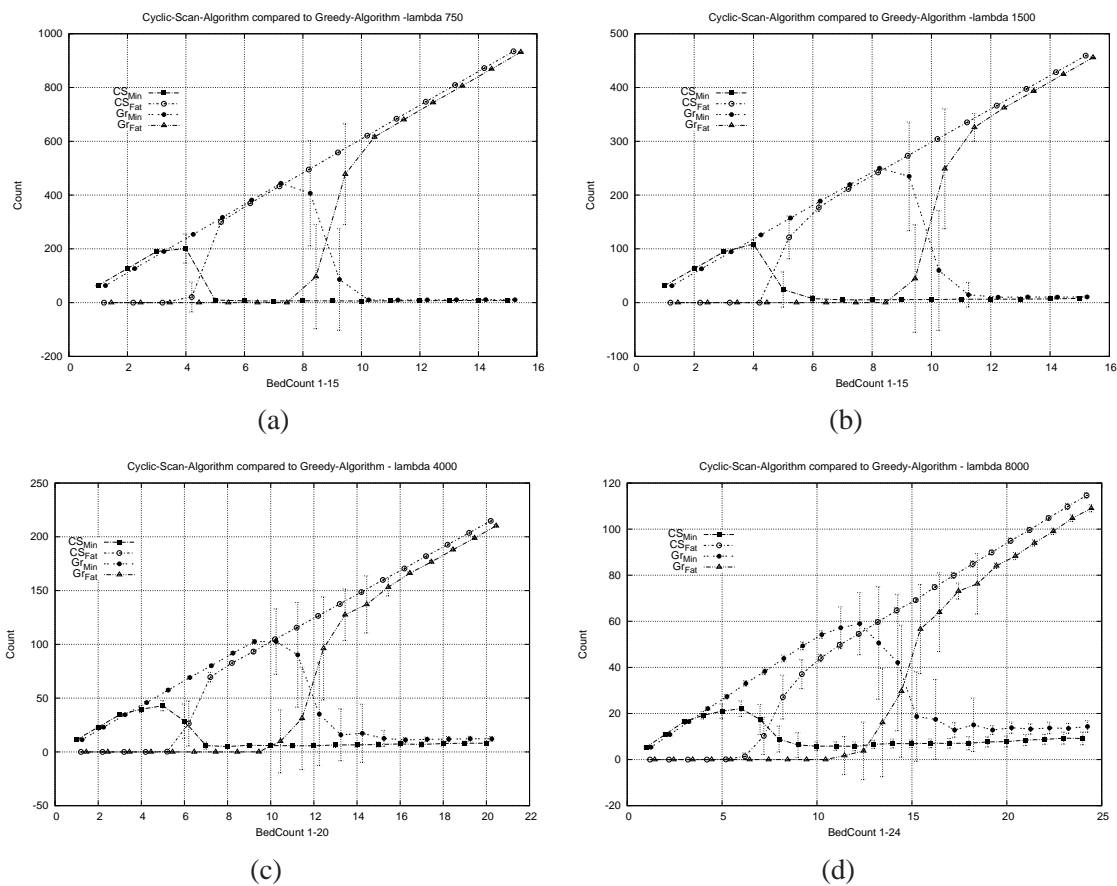 Cyclic-Scan-Algorithm compared to Greedy-Algorithm -lambda 750
1000
800
600
400
200
0
-200
0 2 4 6 8 10 12 14 16
Count
BedCount 1-15
CS_Min
CS_Fat
Gr_Min
Gr_Fat
(a)
Cyclic-Scan-Algorithm compared to Greedy-Algorithm -lambda 1500
500
400
300
200
100
0
-100
0 2 4 6 8 10 12 14 16
Count
BedCount 1-15
CS_Min
CS_Fat
Gr_Min
Gr_Fat
(b)
Cyclic-Scan-Algorithm compared to Greedy-Algorithm - lambda 4000
250
200
150
100
50
0
-50
0 2 4 6 8 10 12 14 16 18 20 22
Count
BedCount 1-20
CS_Min
CS_Fat
Gr_Min
Gr_Fat
(c)
Cyclic-Scan-Algorithm compared to Greedy-Algorithm - lambda 8000
120
100
80
60
40
20
0
-20
0 5 10 15 20 25
Count
BedCount 1-24
CS_Min
CS_Fat
Gr_Min
Gr_Fat
(d)